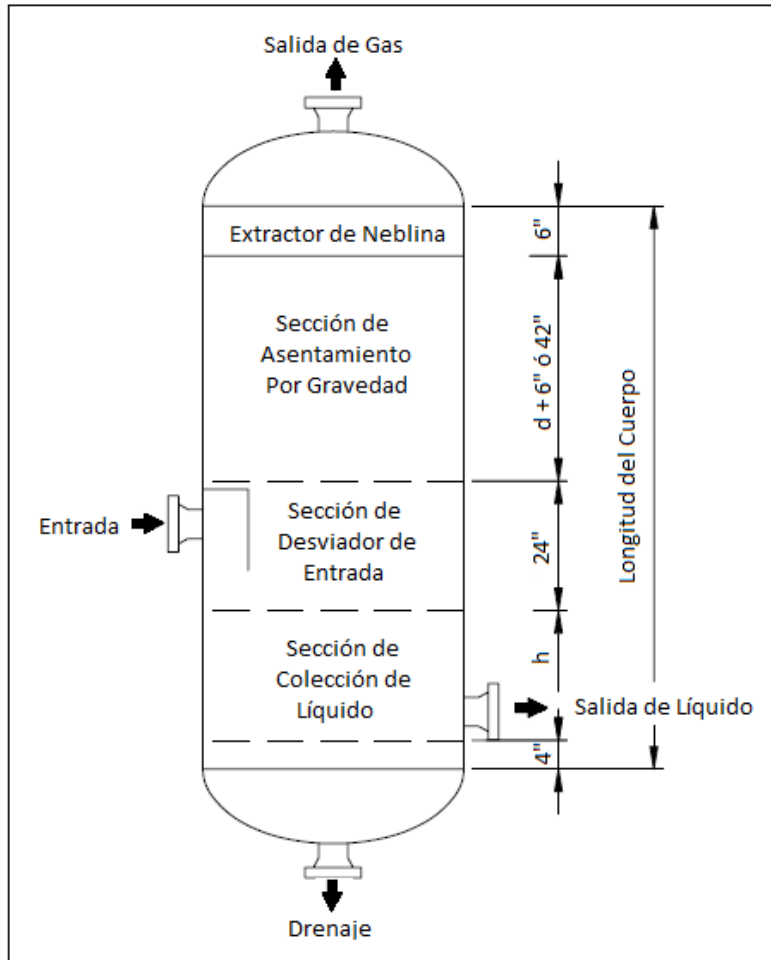 Salida de Gas
Extractor de Neblina
6"
Sección de
Asentamiento
Por Gravedad
d + 6" ó 42"
Longitud del Cuerpo
Entrada
Sección de
Desviador de
Entrada
24"
Sección de
Colección de
Líquido
h
Salida de Líquido
4"
Drenaje